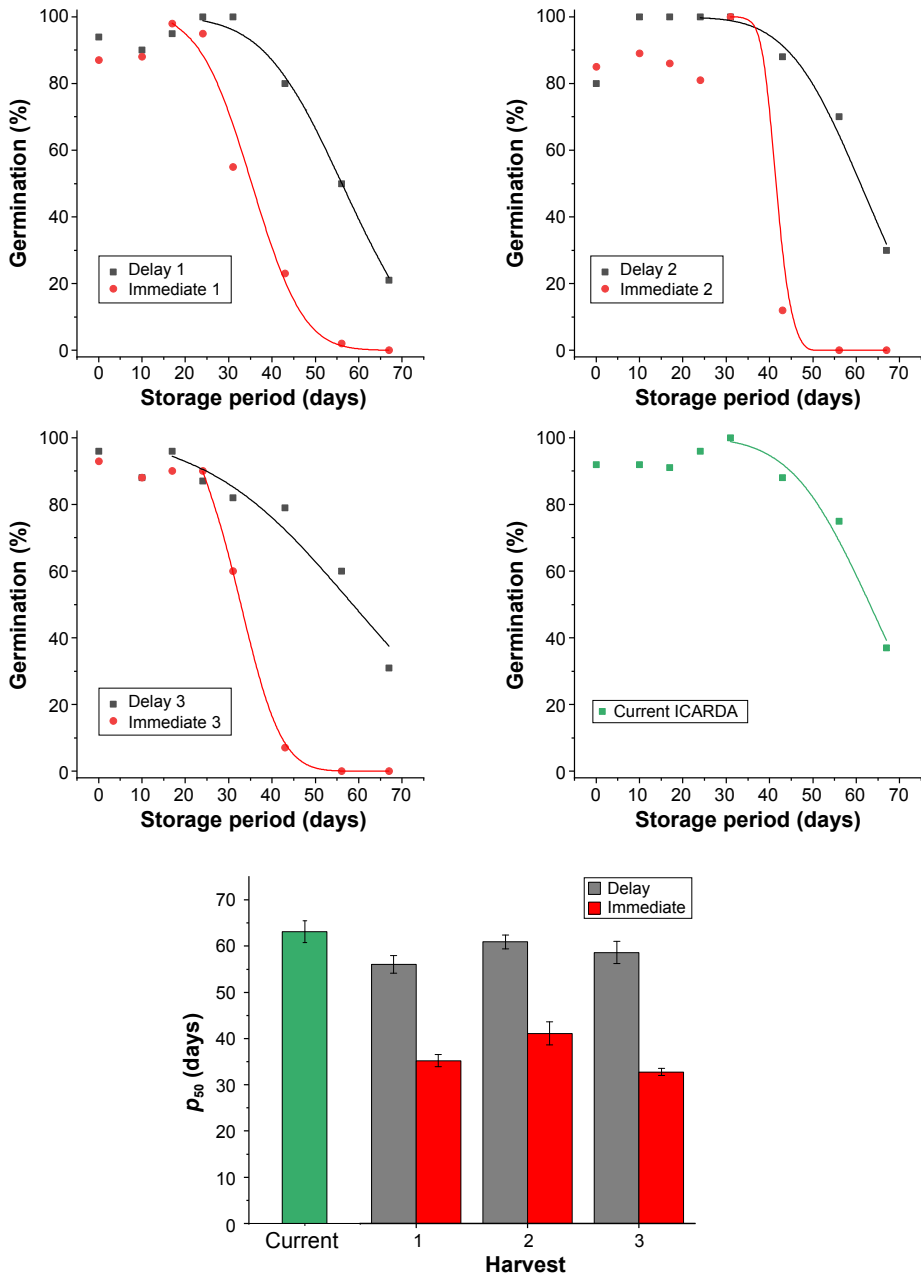 100
80
60
40
20
0
Germination (%)
Delay 1
Immediate 1
0 10 20 30 40 50 60 70
Storage period (days)
100
80
60
40
20
0
Germination (%)
Delay 2
Immediate 2
0 10 20 30 40 50 60 70
Storage period (days)
100
80
60
40
20
0
Germination (%)
Delay 3
Immediate 3
0 10 20 30 40 50 60 70
Storage period (days)
100
80
60
40
20
0
Germination (%)
Current ICARDA
0 10 20 30 40 50 60 70
Storage period (days)
70
60
50
40
30
20
10
0
p50 (days)
Delay
Immediate
Current 1 2 3
Harvest